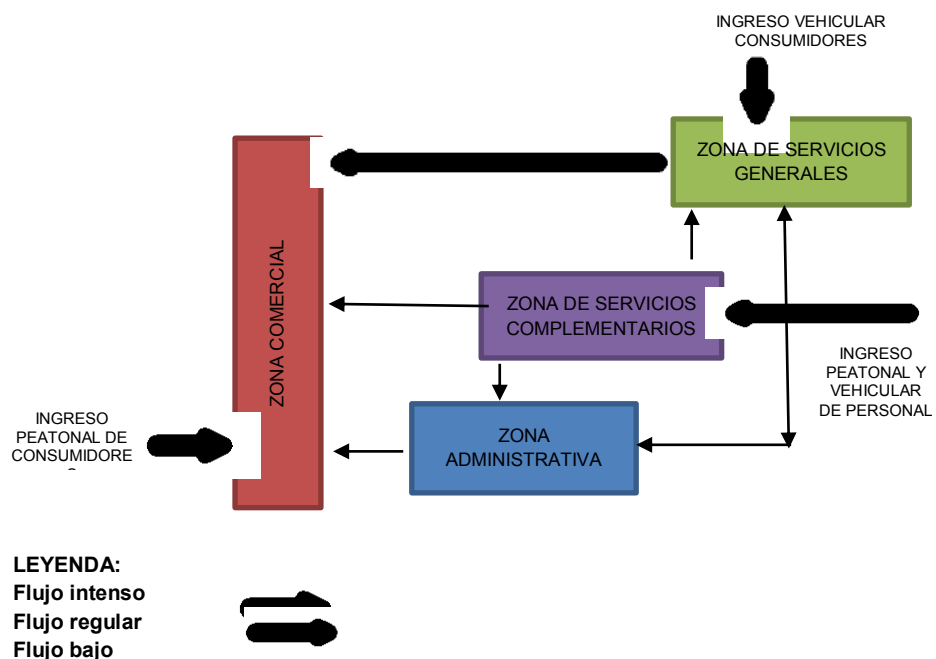 INGRESO VEHICULAR
CONSUMIDORES
ZONA DE SERVICIOS
GENERALES
ZONA COMERCIAL
ZONA DE SERVICIOS
COMPLEMENTARIOS
INGRESO
PEATONAL Y
VEHICULAR
DE PERSONAL
INGRESO
PEATONAL DE
CONSUMIDORE
ZONA
ADMINISTRATIVA
LEYENDA:
Flujo intenso
Flujo regular
Flujo bajo